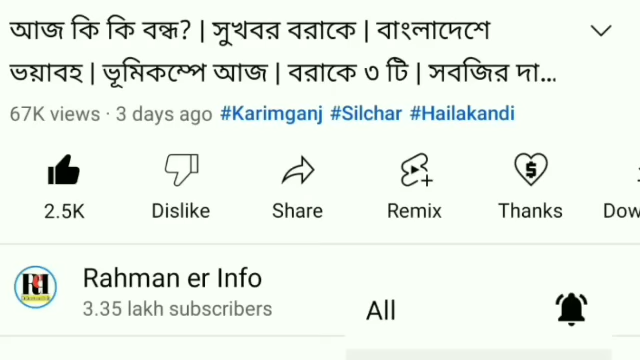 আজ কি কি বন্ধ? | সুখবর বরাকে | বাংলাদেশে
ভয়াবহ | ভূমিকম্পে আজ | বরাকে ৩ টি | সবজির দা...
67K views · 3 days ago #Karimganj #Silchar #Hailakandi
2.5K Dislike Share Remix Thanks Dow
Rahman er Info
3.35 lakh subscribers
All